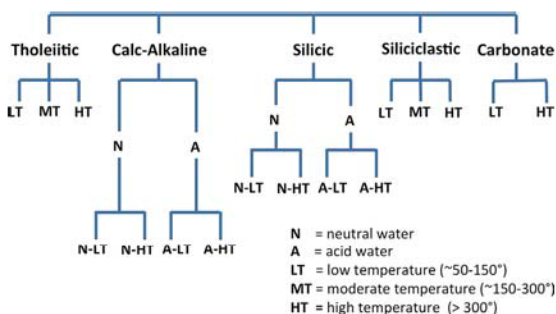 Tholeiitic Calc-Alkaline Silicic Siliciclastic Carbonate
LT MT HT LT MT HT LT HT
N A N A
N-LT N-HT A-LT A-HT
N-LT N-HT A-LT A-HT
N = neutral water
A = acid water
LT = low temperature (~50-150°)
MT = moderate temperature (~150-300°)
HT = high temperature (> 300°)